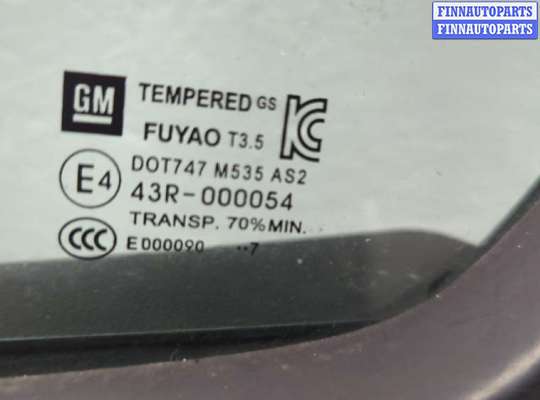 FINNAUTOPARTS
FINNAUTOPARTS
GM TEMPERED GS
FUYAO T3.5
DOT747 M535 AS2
E4 43R-000054
TRANSP. 70%MIN.
CCC E000090 ··7